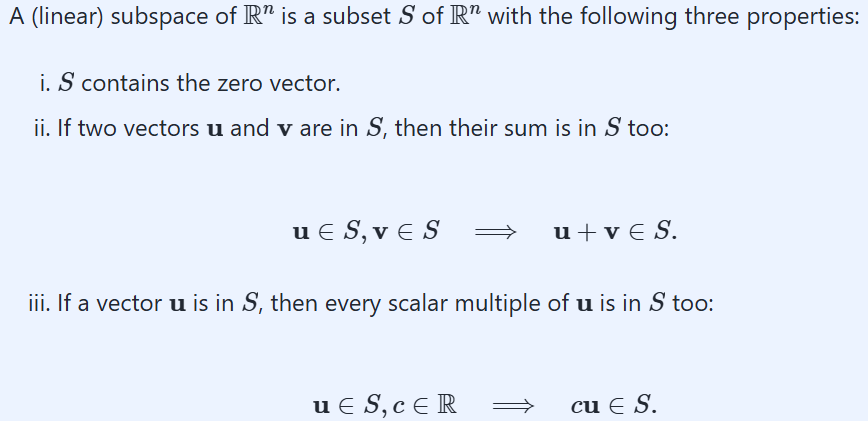 A (linear) subspace of ℝⁿ is a subset S of ℝⁿ with the following three properties:
i. S contains the zero vector.
ii. If two vectors u and v are in S, then their sum is in S too:
u ∈ S, v ∈ S ⟹ u + v ∈ S.
iii. If a vector u is in S, then every scalar multiple of u is in S too:
u ∈ S, c ∈ ℝ ⟹ cu ∈ S.